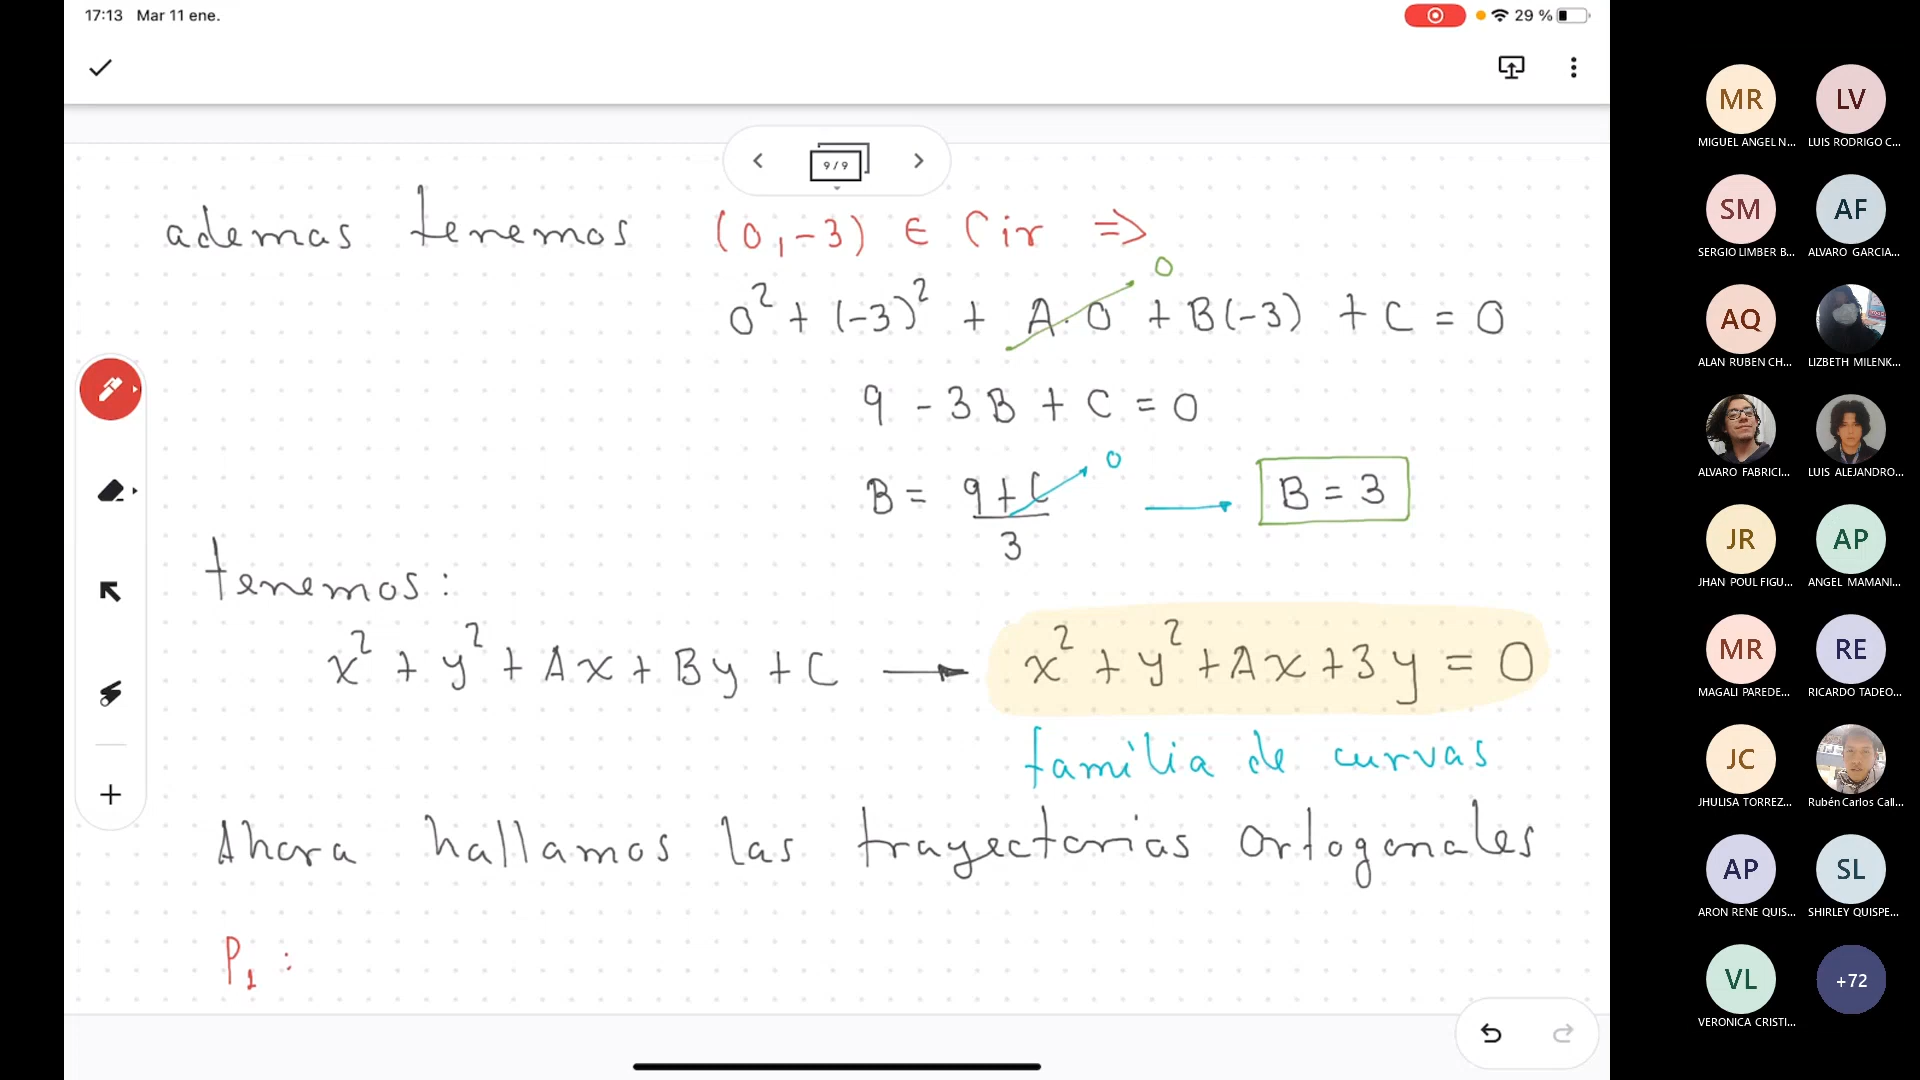 17:13 Mar 11 ene.
29 %
9/9
ademas tenemos (0,-3) ∈ Cir =>
0² + (-3)² + A·0 + B(-3) + C = 0
0
9 - 3B + C = 0
B = 9+C / 3
0
B = 3
tenemos:
x² + y² + Ax + By + C → x² + y² + Ax + 3y = 0
familia de curvas
Ahora hallamos las trayectorias ortogonales
P₁ :
MR
MIGUEL ANGEL N...
LV
LUIS RODRIGO C...
SM
SERGIO LIMBER B...
AF
ALVARO GARCIA...
AQ
ALAN RUBEN CH...
LIZBETH MILENK...
ALVARO FABRICI...
LUIS ALEJANDRO...
JR
JHAN POUL FIGU...
AP
ANGEL MAMANI...
MR
MAGALI PAREDE...
RE
RICARDO TADEO...
JC
JHULISA TORREZ...
Rubén Carlos Call...
AP
ARON RENE QUIS...
SL
SHIRLEY QUISPE...
VL
VERONICA CRISTI...
+72